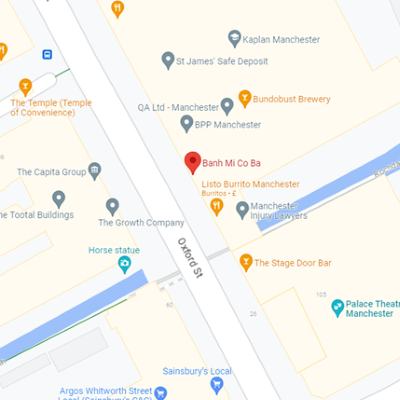 Kaplan Manchester
St James' Safe Deposit
Bundobust Brewery
The Temple (Temple
of Convenience)
QA Ltd - Manchester
BPP Manchester
Banh Mi Co Ba
The Capita Group
Listo Burrito Manchester
Burritos • £
Manchester
Injury Lawyers
he Tootal Buildings
The Growth Company
Oxford St
Horse statue
The Stage Door Bar
105
60
26
Palace Theatr
Manchester
Sainsbury's Local
Argos Whitworth Street
Local (Sainsbury's C&C)